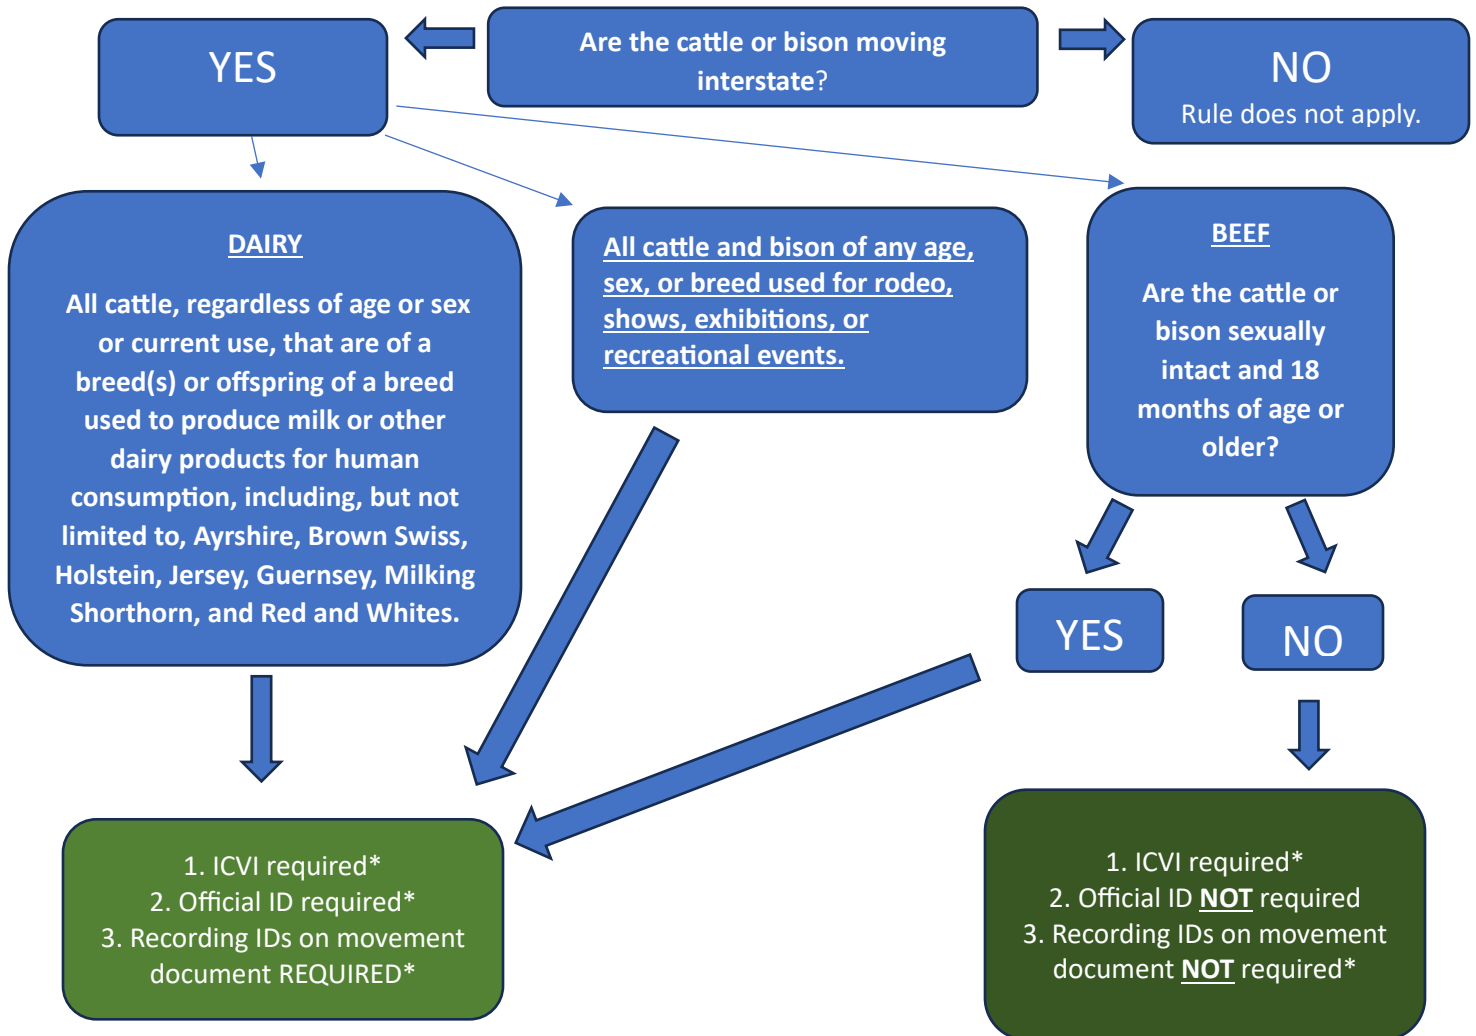 YES
Are the cattle or bison moving
interstate?
NO
Rule does not apply.
DAIRY
All cattle, regardless of age or sex
or current use, that are of a
breed(s) or offspring of a breed
used to produce milk or other
dairy products for human
consumption, including, but not
limited to, Ayrshire, Brown Swiss,
Holstein, Jersey, Guernsey, Milking
Shorthorn, and Red and Whites.
All cattle and bison of any age,
sex, or breed used for rodeo,
shows, exhibitions, or
recreational events.
BEEF
Are the cattle or
bison sexually
intact and 18
months of age or
older?
YES
NO
1. ICVI required*
2. Official ID required*
3. Recording IDs on movement
document REQUIRED*
1. ICVI required*
2. Official ID NOT required
3. Recording IDs on movement
document NOT required*